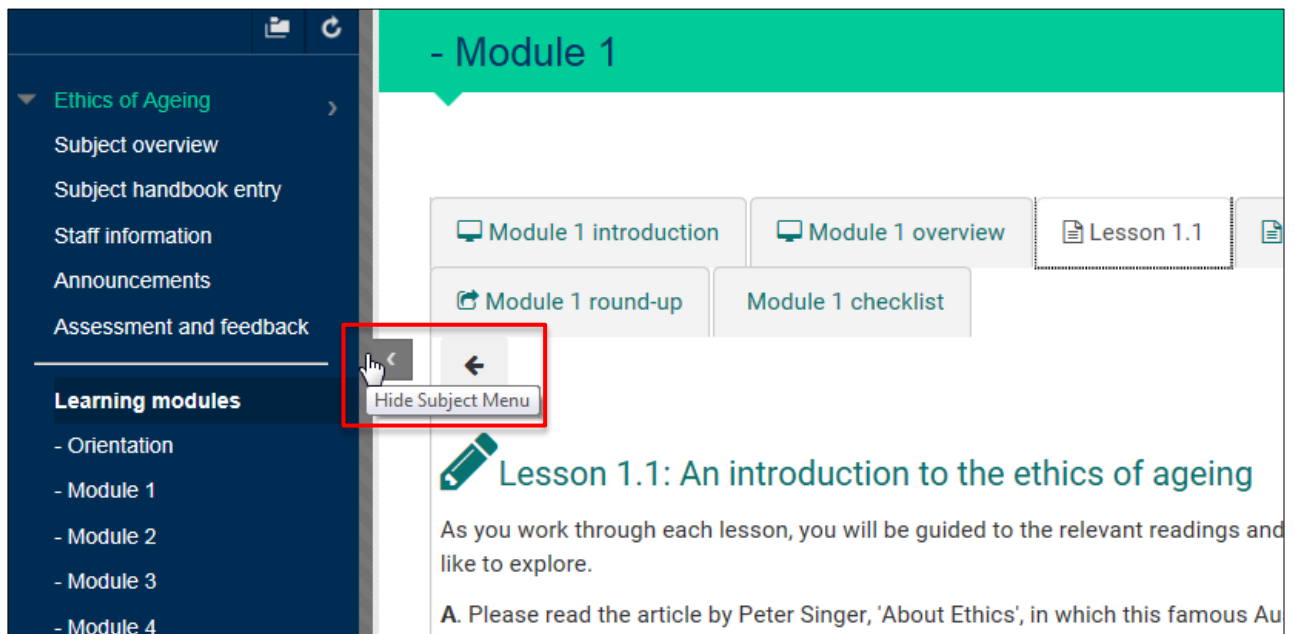 - Module 1
Ethics of Ageing
Subject overview
Subject handbook entry
Staff information
Announcements
Assessment and feedback
Learning modules
- Orientation
- Module 1
- Module 2
- Module 3
- Module 4
Module 1 introduction
Module 1 overview
Lesson 1.1
Module 1 round-up
Module 1 checklist
Hide Subject Menu
Lesson 1.1: An introduction to the ethics of ageing
As you work through each lesson, you will be guided to the relevant readings and
like to explore.
A. Please read the article by Peter Singer, 'About Ethics', in which this famous Au